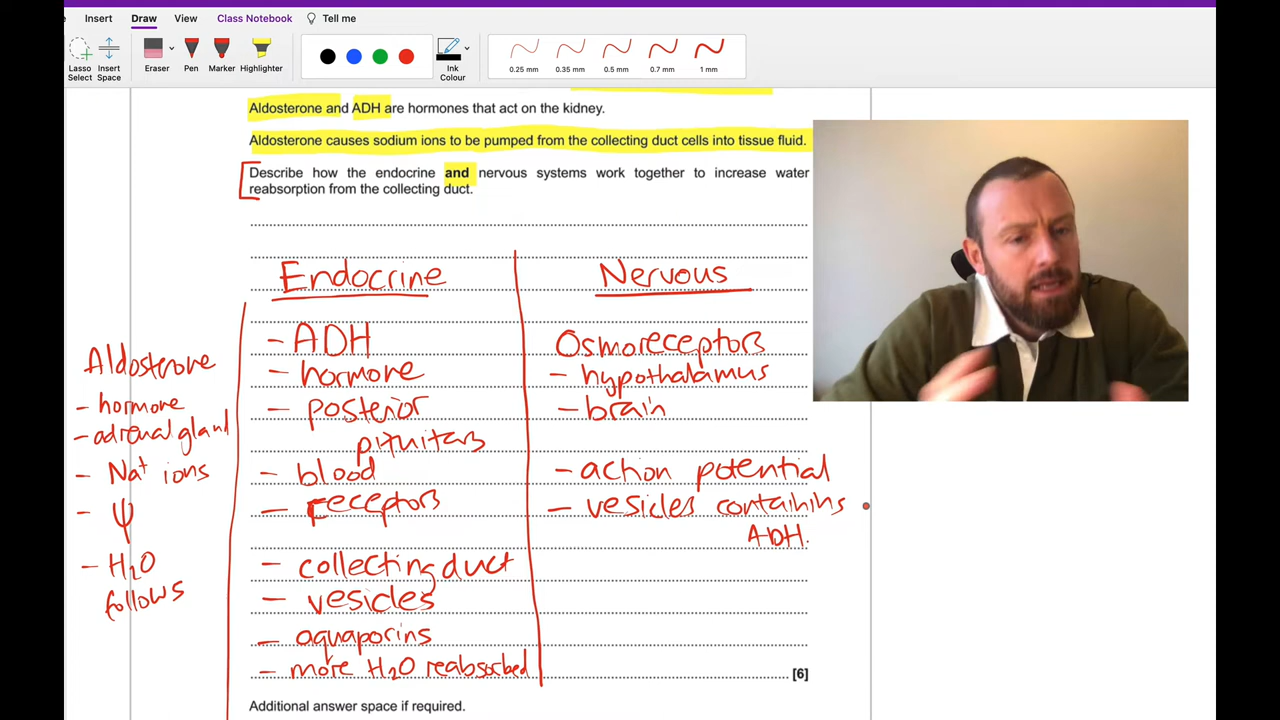 Insert
Draw
View
Class Notebook
Tell me
Lasso Select
Insert Space
Eraser
Pen
Marker
Highlighter
Ink Colour
0.25 mm
0.35 mm
0.5 mm
0.7 mm
1 mm
Aldosterone and ADH are hormones that act on the kidney.
Aldosterone causes sodium ions to be pumped from the collecting duct cells into tissue fluid.
Describe how the endocrine and nervous systems work together to increase water
reabsorption from the collecting duct.
Aldosterone
- hormone
- adrenal gland
- Na+ ions
- Ψ
- H2O
follows
Endocrine
- ADH
- hormone
- posterior
pituitary
- blood
- receptors
- collecting duct
- vesicles
- aquaporins
- more H2O reabsorbed
Nervous
Osmoreceptors
- hypothalamus
- brain
- action potential
- vesicles containing
ADH.
[6]
Additional answer space if required.